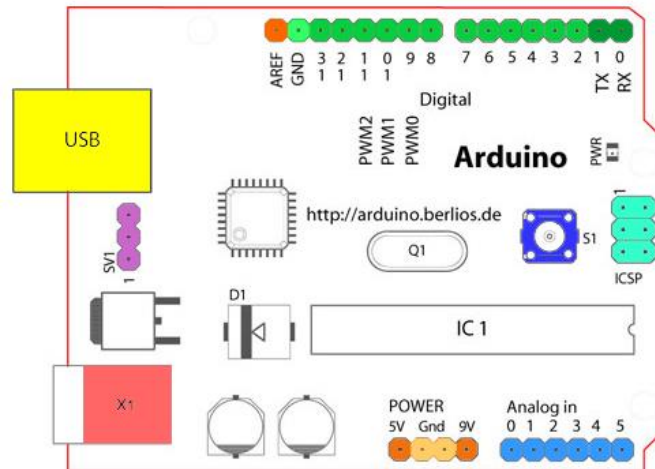 AREF
GND
13
12
11
10
9
8
7
6
5
4
3
2
1
0
TX
RX
Digital
PWM2
PWM1
PWM0
Arduino
PWR
USB
http://arduino.berlios.de
Q1
S1
1
ICSP
SV1
1
D1
IC 1
X1
POWER
5V Gnd 9V
Analog in
0 1 2 3 4 5